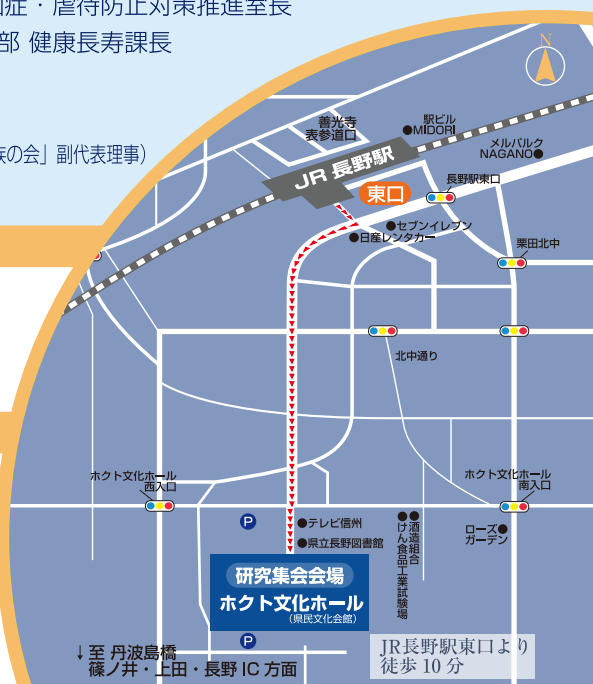 症・虐待防止対策推進室長
部 健康長寿課長
族の会」副代表理事)
N
善光寺
表参道口
駅ビル
●MIDORI
メルパルク
NAGANO●
JR 長野駅
東口
長野駅東口
●セブンイレブン
●日産レンタカー
栗田北中
北中通り
ホクト文化ホール
西入口
ホクト文化ホール
南入口
P
●テレビ信州
●県立長野図書館
●酒造組合
●けん食品工業試験場
ローズ●
ガーデン
研究集会会場
ホクト文化ホール
(県民文化会館)
P
↓至 丹波島橋
篠ノ井・上田・長野 IC 方面
JR長野駅東口より
徒歩 10 分